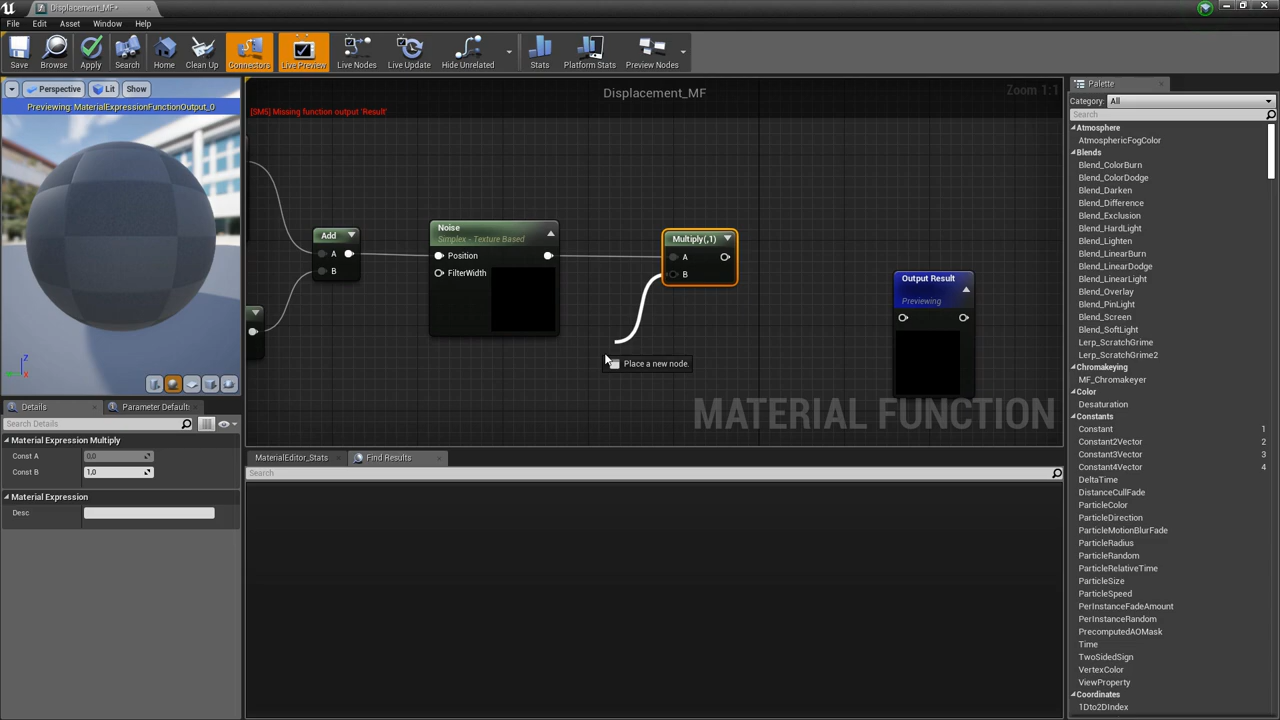 Displacement_MF*
File Edit Asset Window Help
Save Browse Apply Search Home Clean Up Connectors Live Preview Live Nodes Live Update Hide Unrelated Stats Platform Stats Preview Nodes
Perspective Lit Show
Previewing: MaterialExpressionFunctionOutput_0
Displacement_MF
Zoom 1:1
[SM5] Missing function output 'Result'
Add
A
B
Noise
Simplex - Texture Based
Position
FilterWidth
Multiply(,1)
A
B
Place a new node.
Output Result
Previewing
MATERIAL FUNCTION
Z
X
Details
Parameter Default
Search Details
Material Expression Multiply
Const A 0,0
Const B 1,0
Material Expression
Desc
MaterialEditor_Stats
Find Results
Search
Palette
Category: All
Search
Atmosphere
AtmosphericFogColor
Blends
Blend_ColorBurn
Blend_ColorDodge
Blend_Darken
Blend_Difference
Blend_Exclusion
Blend_HardLight
Blend_Lighten
Blend_LinearBurn
Blend_LinearDodge
Blend_LinearLight
Blend_Overlay
Blend_PinLight
Blend_Screen
Blend_SoftLight
Lerp_ScratchGrime
Lerp_ScratchGrime2
Chromakeying
MF_Chromakeyer
Color
Desaturation
Constants
Constant 1
Constant2Vector 2
Constant3Vector 3
Constant4Vector 4
DeltaTime
DistanceCullFade
ParticleColor
ParticleDirection
ParticleMotionBlurFade
ParticleRadius
ParticleRandom
ParticleRelativeTime
ParticleSize
ParticleSpeed
PerInstanceFadeAmount
PerInstanceRandom
PrecomputedAOMask
Time
TwoSidedSign
VertexColor
ViewProperty
Coordinates
1Dto2DIndex